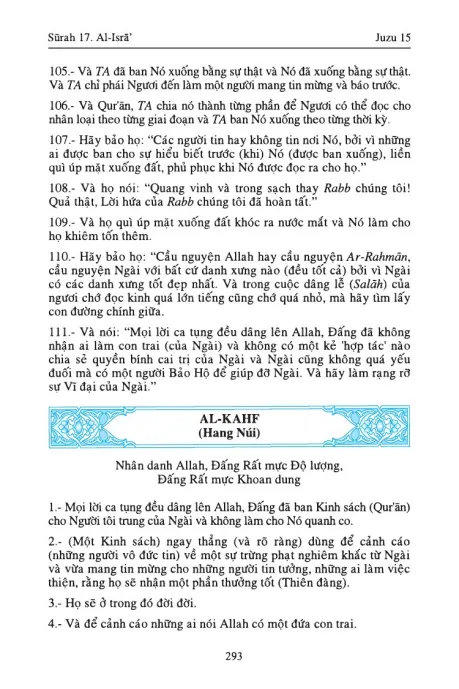 Sūrah 17. Al-Isrā’ Juzu 15
105.- Và TA đã ban Nó xuống bằng sự thật và Nó đã xuống bằng sự thật.
Và TA chỉ phái Ngươi đến làm một người mang tin mừng và báo trước.
106.- Và Qur'ān, TA chia nó thành từng phần để Ngươi có thể đọc cho
nhân loại theo từng giai đoạn và TA ban Nó xuống theo từng thời kỳ.
107.- Hãy bảo họ: “Các người tin hay không tin nơi Nó, bởi vì những
ai được ban cho sự hiểu biết trước (khi) Nó (được ban xuống), liền
quì úp mặt xuống đất, phủ phục khi Nó được đọc ra cho họ.”
108.- Và họ nói: “Quang vinh và trong sạch thay Rabb chúng tôi!
Quả thật, Lời hứa của Rabb chúng tôi đã hoàn tất.”
109.- Và họ quì úp mặt xuống đất khóc ra nước mắt và Nó làm cho
họ khiêm tốn thêm.
110.- Hãy bảo họ: “Cầu nguyện Allah hay cầu nguyện Ar-Rahmān,
cầu nguyện Ngài với bất cứ danh xưng nào (đều tốt cả) bởi vì Ngài
có các danh xưng tốt đẹp nhất. Và trong cuộc dâng lễ (Salāh) của
ngươi chớ đọc kinh quá lớn tiếng cũng chớ quá nhỏ, mà hãy tìm lấy
con đường chính giữa.
111.- Và nói: “Mọi lời ca tụng đều dâng lên Allah, Đấng đã không
nhận ai làm con trai (của Ngài) và không có một kẻ 'hợp tác' nào
chia sẻ quyền bính cai trị của Ngài và Ngài cũng không quá yếu
đuối mà có một người Bảo Hộ để giúp đỡ Ngài. Và hãy làm rạng rỡ
sự Vĩ đại của Ngài.”
AL-KAHF
(Hang Núi)
Nhân danh Allah, Đấng Rất mực Độ lượng,
Đấng Rất mực Khoan dung
1.- Mọi lời ca tụng đều dâng lên Allah, Đấng đã ban Kinh sách (Qur'ān)
cho Người tôi trung của Ngài và không làm cho Nó quanh co.
2.- (Một Kinh sách) ngay thẳng (và rõ ràng) dùng để cảnh cáo
(những người vô đức tin) về một sự trừng phạt nghiêm khắc từ Ngài
và vừa mang tin mừng cho những người tin tưởng, những ai làm việc
thiện, rằng họ sẽ nhận một phần thưởng tốt (Thiên đàng).
3.- Họ sẽ ở trong đó đời đời.
4.- Và để cảnh cáo những ai nói Allah có một đứa con trai.
293